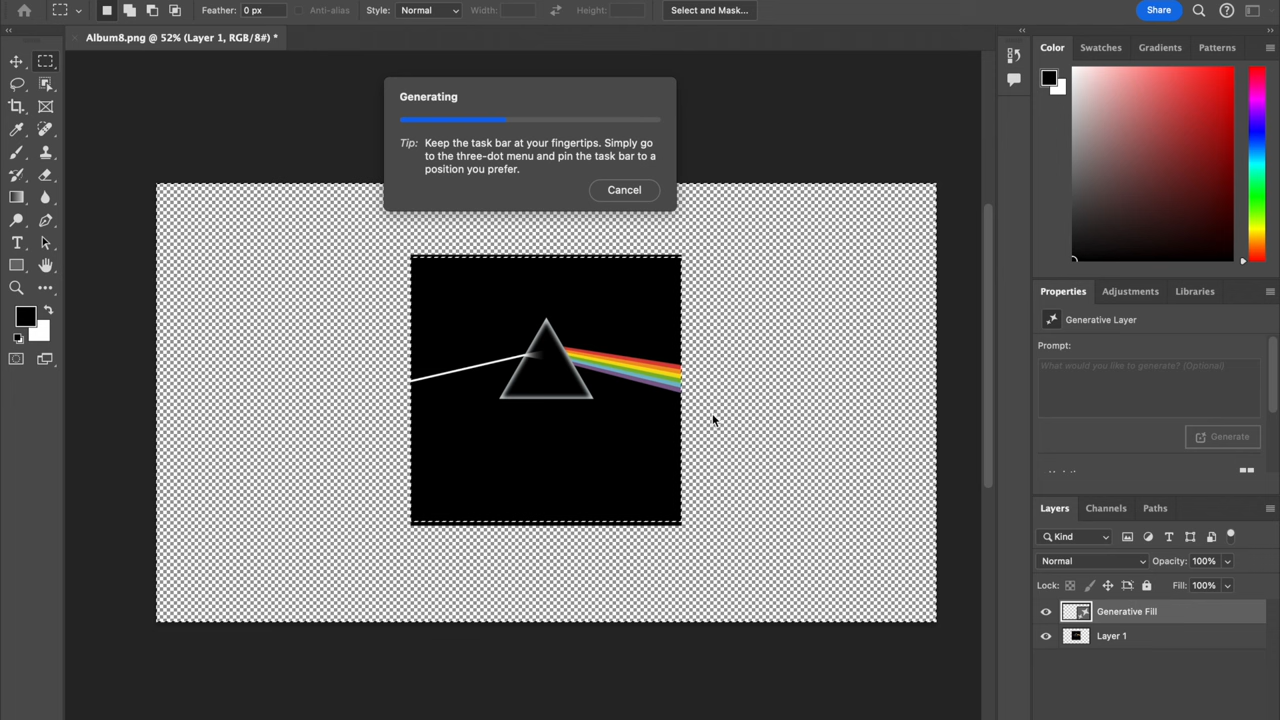 Feather: 0 px Anti-alias Style: Normal Width: Height: Select and Mask... Share
Album8.png @ 52% (Layer 1, RGB/8#) *
Color Swatches Gradients Patterns
Generating
Tip: Keep the task bar at your fingertips. Simply go
to the three-dot menu and pin the task bar to a
position you prefer.
Cancel
Properties Adjustments Libraries
Generative Layer
Prompt:
What would you like to generate? (Optional)
Generate
Layers Channels Paths
Kind
Normal Opacity: 100%
Lock: Fill: 100%
Generative Fill
Layer 1